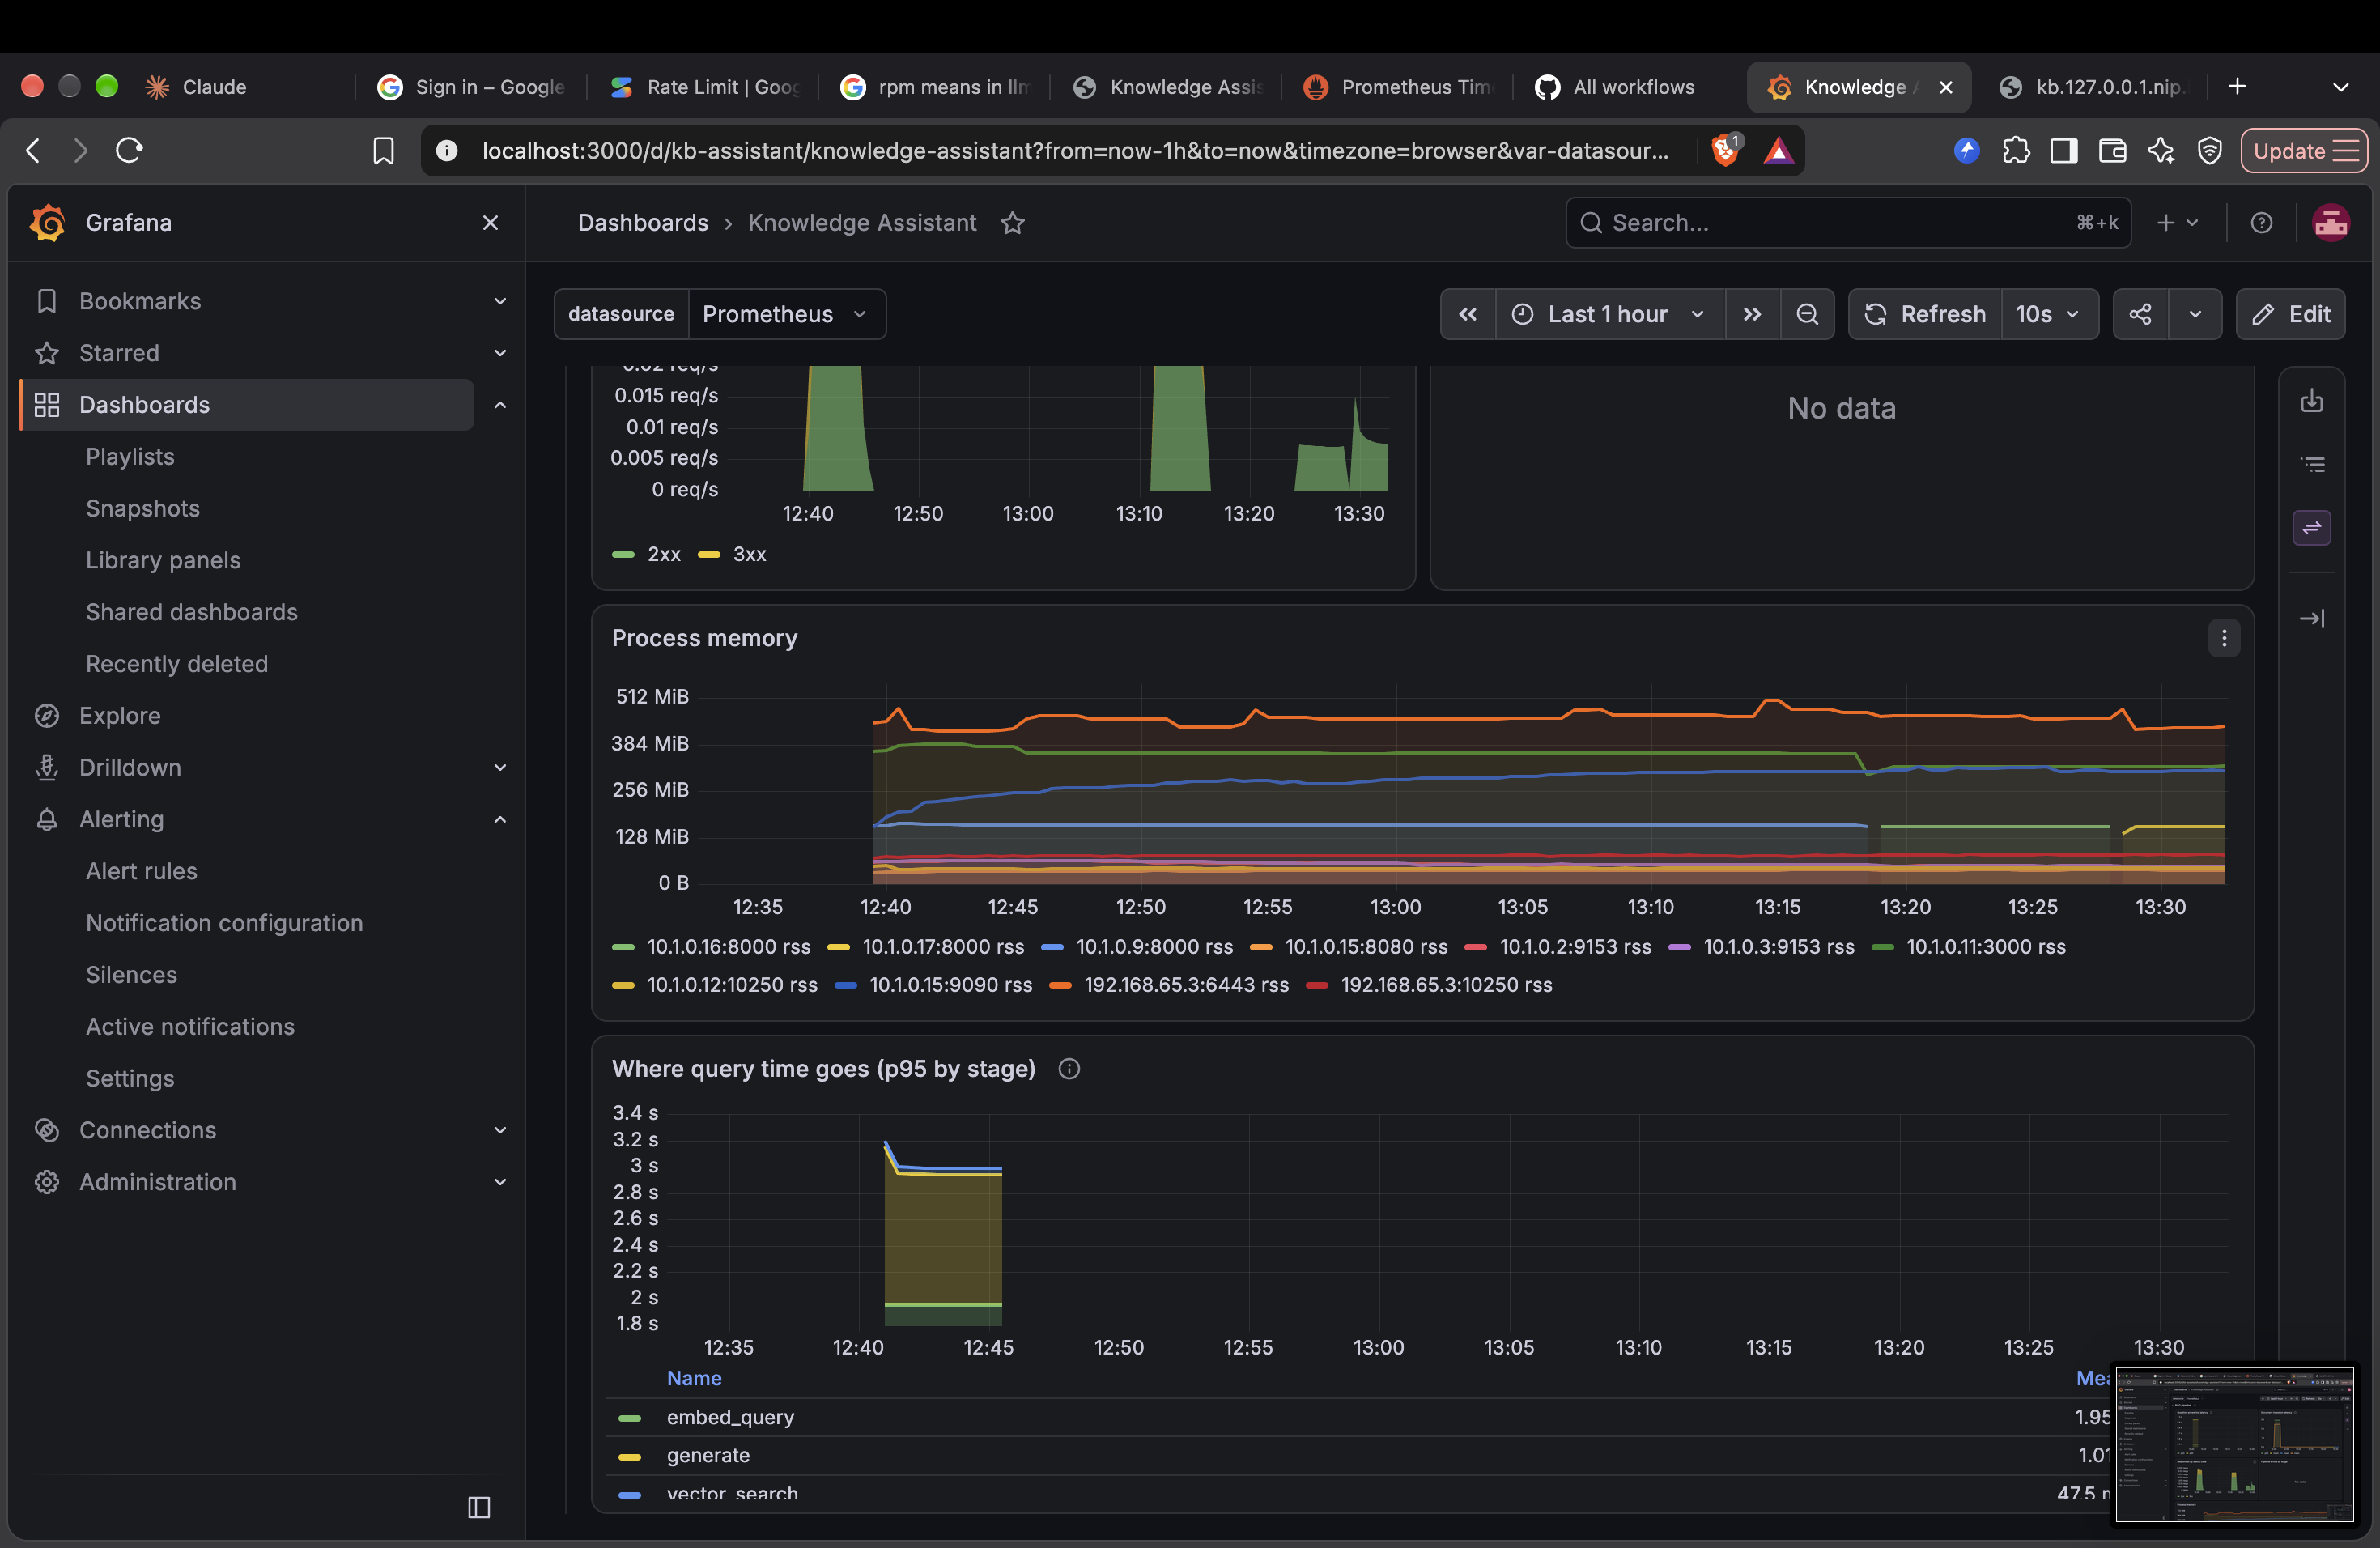 Claude
Sign in – Google
Rate Limit | Goog
rpm means in llm
Knowledge Assis
Prometheus Tim
All workflows
Knowledge A
kb.127.0.0.1.nip.
localhost:3000/d/kb-assistant/knowledge-assistant?from=now-1h&to=now&timezone=browser&var-datasour...
1
Update
Grafana
Dashboards › Knowledge Assistant
Search...
⌘+k
Bookmarks
Starred
Dashboards
Playlists
Snapshots
Library panels
Shared dashboards
Recently deleted
Explore
Drilldown
Alerting
Alert rules
Notification configuration
Silences
Active notifications
Settings
Connections
Administration
datasource Prometheus
Last 1 hour
Refresh 10s
Edit
0.02 req/s
0.015 req/s
0.01 req/s
0.005 req/s
0 req/s
12:40 12:50 13:00 13:10 13:20 13:30
2xx 3xx
No data
Process memory
512 MiB
384 MiB
256 MiB
128 MiB
0 B
12:35 12:40 12:45 12:50 12:55 13:00 13:05 13:10 13:15 13:20 13:25 13:30
10.1.0.16:8000 rss 10.1.0.17:8000 rss 10.1.0.9:8000 rss 10.1.0.15:8080 rss 10.1.0.2:9153 rss 10.1.0.3:9153 rss 10.1.0.11:3000 rss
10.1.0.12:10250 rss 10.1.0.15:9090 rss 192.168.65.3:6443 rss 192.168.65.3:10250 rss
Where query time goes (p95 by stage)
3.4 s
3.2 s
3 s
2.8 s
2.6 s
2.4 s
2.2 s
2 s
1.8 s
12:35 12:40 12:45 12:50 12:55 13:00 13:05 13:10 13:15 13:20 13:25 13:30
Name Mea
embed_query 1.95
generate 1.01
vector_search 47.5 m